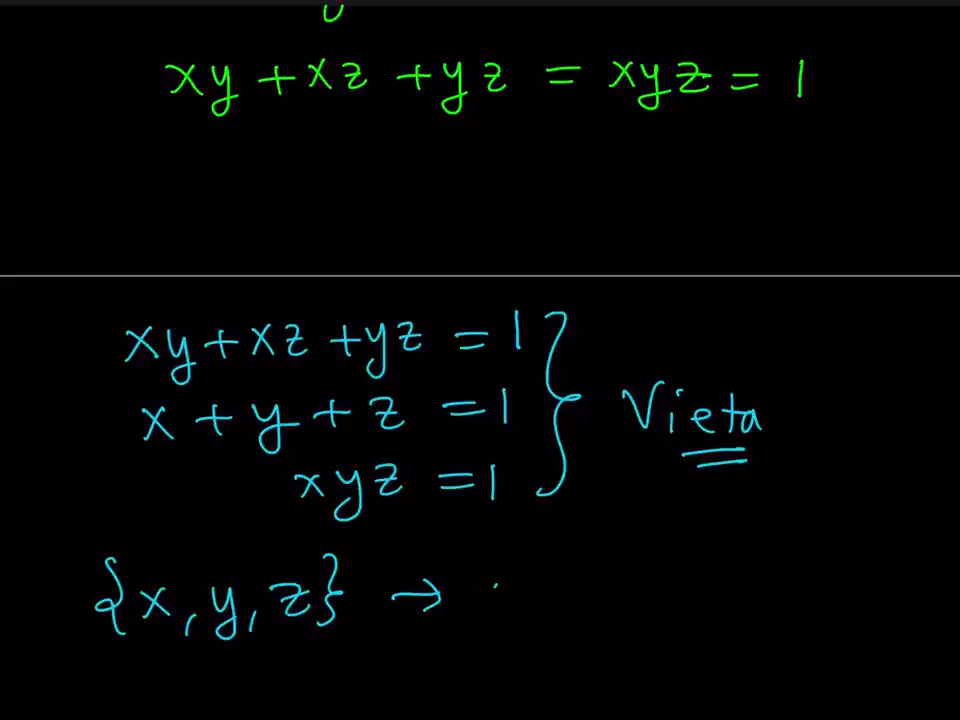 xy + xz + yz = xyz = 1
xy + xz + yz = 1
x + y + z = 1 } Vieta
xyz = 1
{x, y, z} →